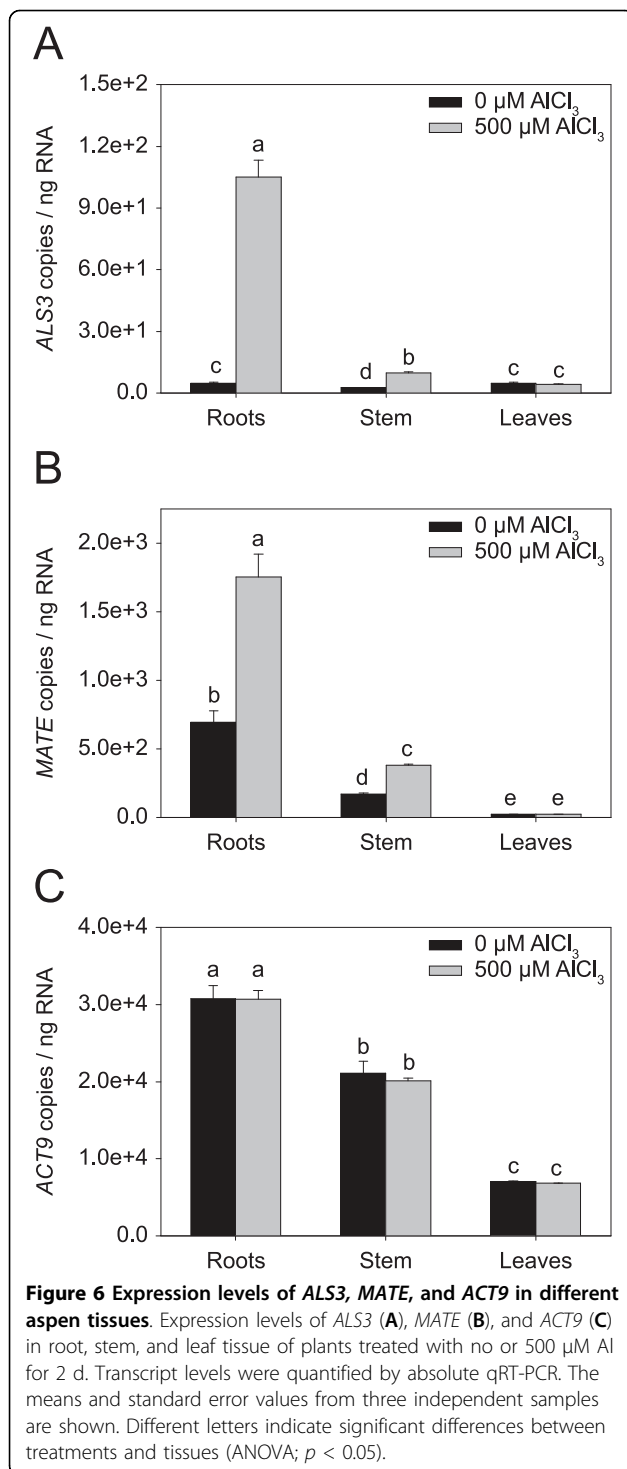 A
1.5e+2
1.2e+2
9.0e+1
6.0e+1
3.0e+1
0.0
ALS3 copies / ng RNA
0 µM AlCl3
500 µM AlCl3
c a d b c c
Roots Stem Leaves
B
2.0e+3
1.5e+3
1.0e+3
5.0e+2
0.0
MATE copies / ng RNA
0 µM AlCl3
500 µM AlCl3
b a d c e e
Roots Stem Leaves
C
4.0e+4
3.0e+4
2.0e+4
1.0e+4
0.0
ACT9 copies / ng RNA
0 µM AlCl3
500 µM AlCl3
a a b b c c
Roots Stem Leaves
Figure 6 Expression levels of ALS3, MATE, and ACT9 in different
aspen tissues. Expression levels of ALS3 (A), MATE (B), and ACT9 (C)
in root, stem, and leaf tissue of plants treated with no or 500 µM Al
for 2 d. Transcript levels were quantified by absolute qRT-PCR. The
means and standard error values from three independent samples
are shown. Different letters indicate significant differences between
treatments and tissues (ANOVA; p < 0.05).